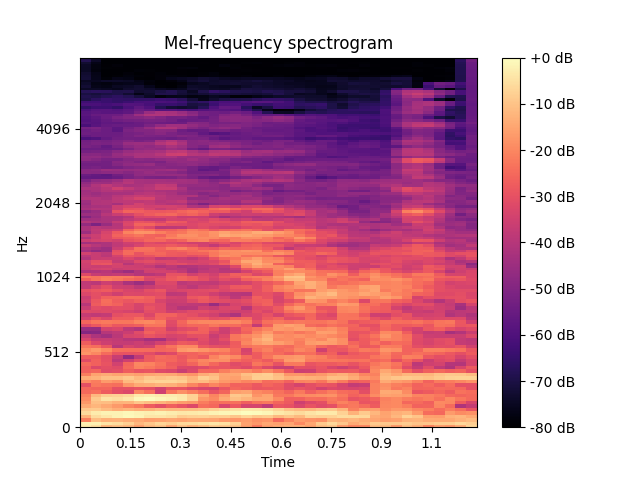 Mel-frequency spectrogram
Hz
4096
2048
1024
512
0
0 0.15 0.3 0.45 0.6 0.75 0.9 1.1
Time
+0 dB
-10 dB
-20 dB
-30 dB
-40 dB
-50 dB
-60 dB
-70 dB
-80 dB